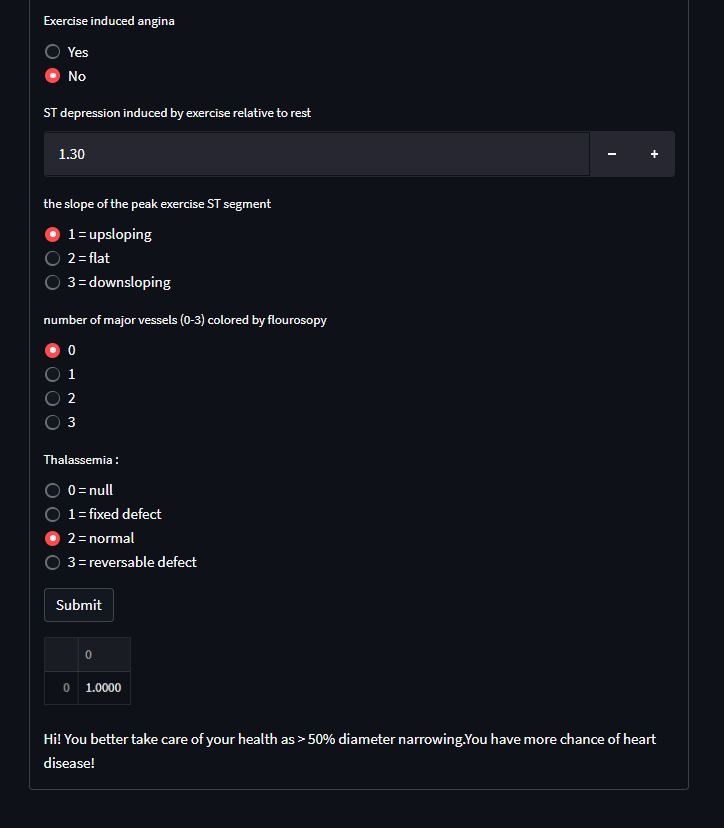 Exercise induced angina
Yes
No
ST depression induced by exercise relative to rest
1.30 − +
the slope of the peak exercise ST segment
1 = upsloping
2 = flat
3 = downsloping
number of major vessels (0-3) colored by flourosopy
0
1
2
3
Thalassemia :
0 = null
1 = fixed defect
2 = normal
3 = reversable defect
Submit
0
0 1.0000
Hi! You better take care of your health as > 50% diameter narrowing.You have more chance of heart
disease!